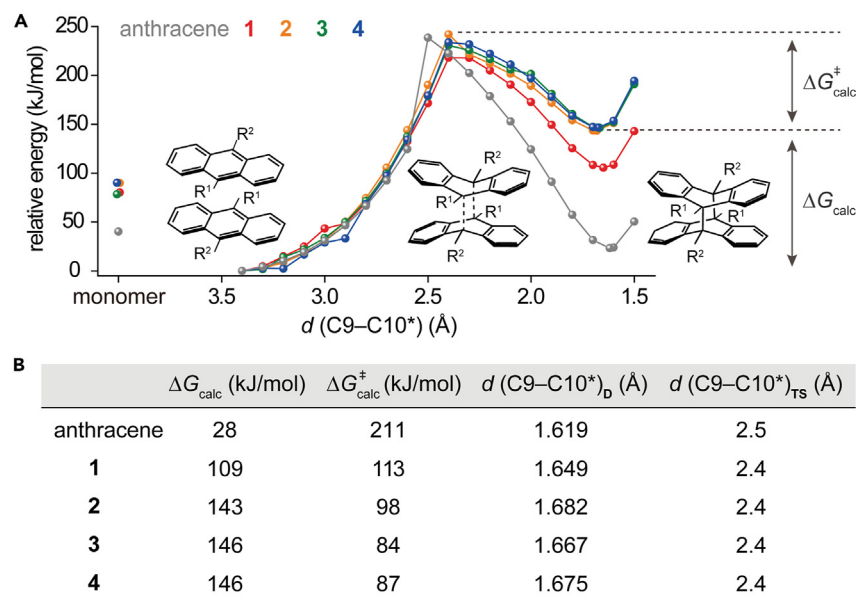 A
anthracene 1 2 3 4
relative energy (kJ/mol)
250
200
150
100
50
0
monomer 3.5 3.0 2.5 2.0 1.5
d (C9–C10*) (Å)
R²
R¹ R¹
R²
R²
R¹ R¹
R²
R²
R¹ R¹
R²
ΔG‡calc
ΔGcalc
B
ΔGcalc (kJ/mol) ΔG‡calc (kJ/mol) d (C9–C10*)D (Å) d (C9–C10*)TS (Å)
anthracene 28 211 1.619 2.5
1 109 113 1.649 2.4
2 143 98 1.682 2.4
3 146 84 1.667 2.4
4 146 87 1.675 2.4